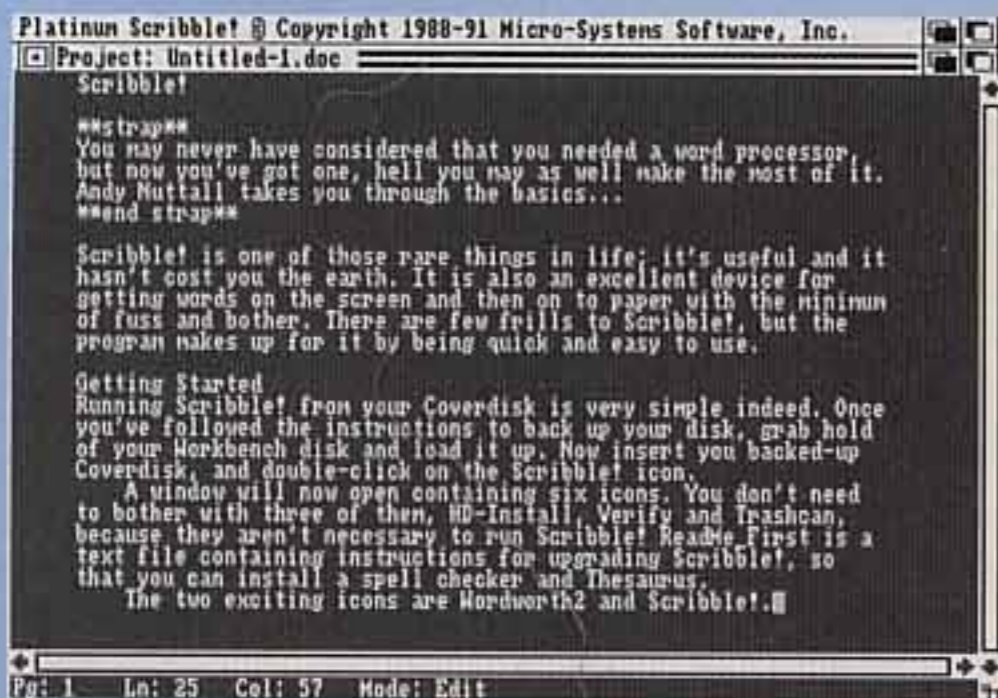 Platinum Scribble! © Copyright 1988-91 Micro-Systems Software, Inc.
Project: Untitled-1.doc
Scribble!
**strap**
You may never have considered that you needed a word processor,
but now you've got one, hell you may as well make the most of it.
Andy Nuttall takes you through the basics...
**end strap**
Scribble! is one of those rare things in life; it's useful and it
hasn't cost you the earth. It is also an excellent device for
getting words on the screen and then on to paper with the minimum
of fuss and bother. There are few frills to Scribble!, but the
program makes up for it by being quick and easy to use.
Getting Started
Running Scribble! from your Coverdisk is very simple indeed. Once
you've followed the instructions to back up your disk, grab hold
of your Workbench disk and load it up. Now insert you backed-up
Coverdisk, and double-click on the Scribble! icon.
A window will now open containing six icons. You don't need
to bother with three of them, HD-Install, Verify and Trashcan,
because they aren't necessary to run Scribble! ReadMe_First is a
text file containing instructions for upgrading Scribble!, so
that you can install a spell checker and Thesaurus.
The two exciting icons are Wordworth2 and Scribble!.
Pg: 1 Ln: 25 Col: 57 Mode: Edit